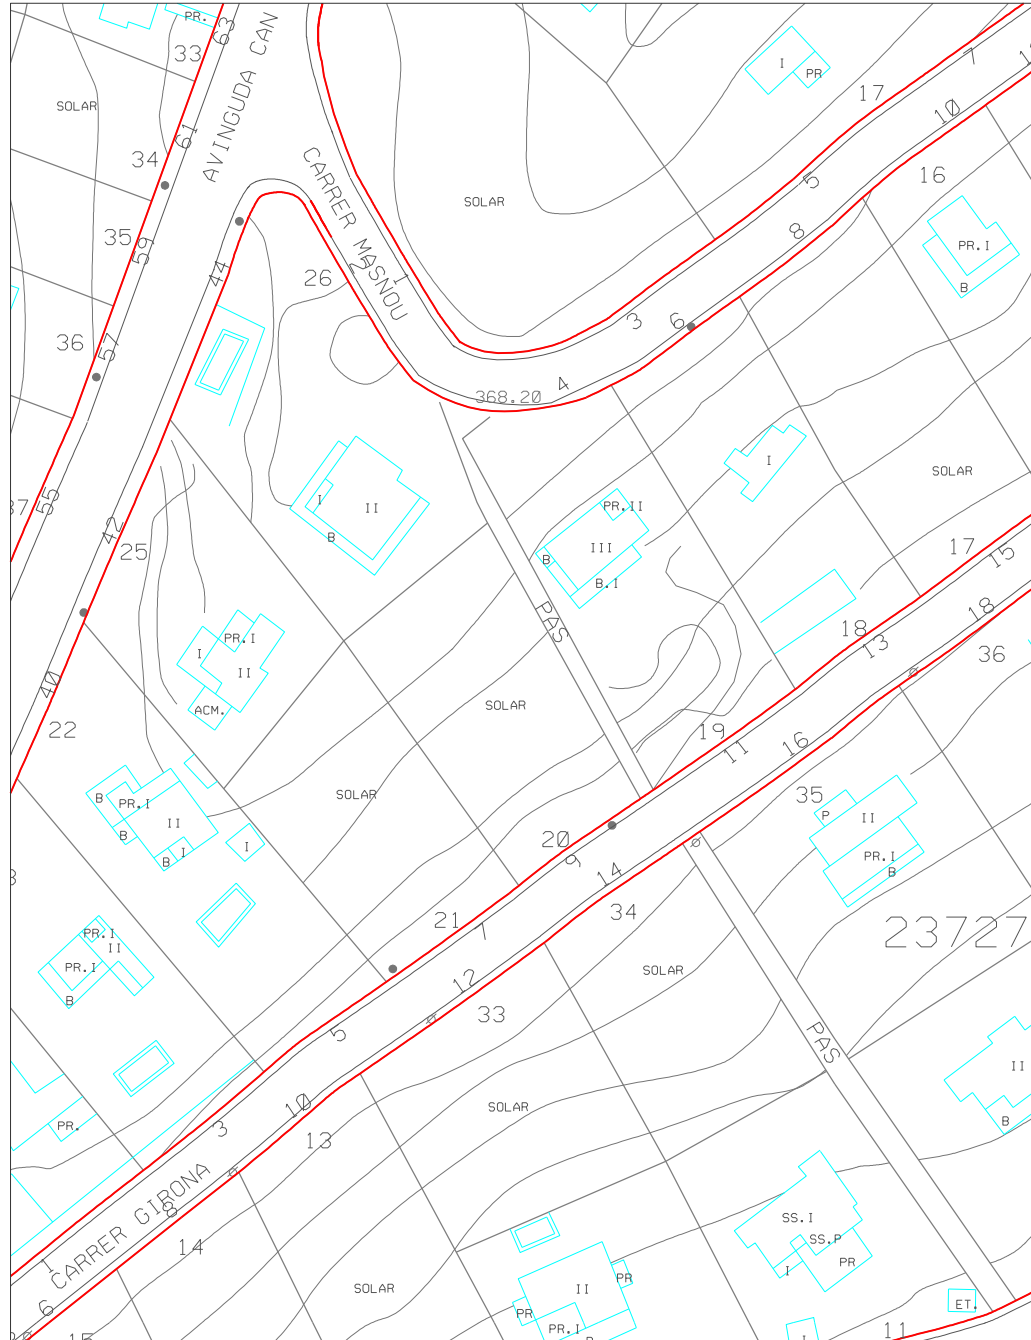 PR.
63
33
AVINGUDA CAN
SOLAR
61
34
I
PR
17
7
10
5
16
CARRER MASNOU
SOLAR
35
59
8
PR.I
B
44
26
2
1
36
57
3
6
4
368.20
55
42
25
I
II
B
I
SOLAR
PR.II
III
B
B.I
17
15
PAS
18
13
18
36
PR.I
I
II
ACM.
40
22
SOLAR
19
11
16
SOLAR
B
PR.I
II
B
I
B
I
35
P
II
PR.I
B
20
9
14
34
21
7
23727
PR.I
II
PR.I
B
SOLAR
12
33
5
PAS
II
B
10
SOLAR
PR.
3
13
CARRER GIRONA
8
14
1
6
SS.I
SS.P
PR
I
SOLAR
II
PR
PR
PR.I
ET.
11
I
15